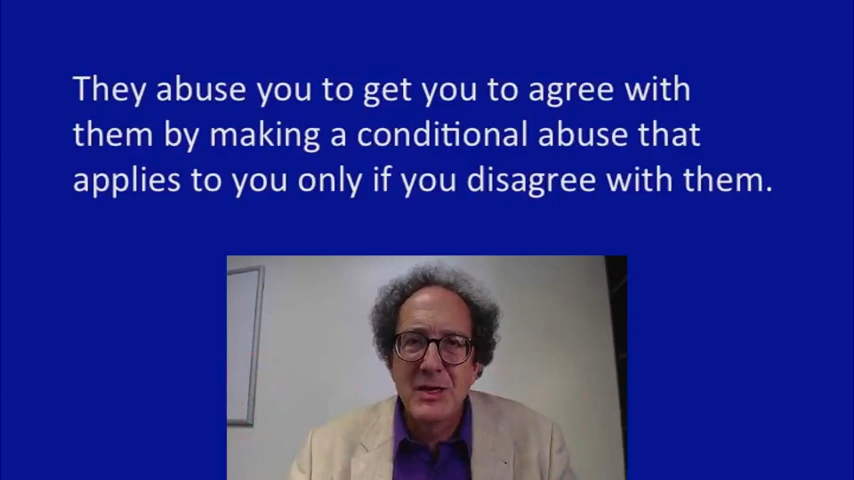 They abuse you to get you to agree with
them by making a conditional abuse that
applies to you only if you disagree with them.